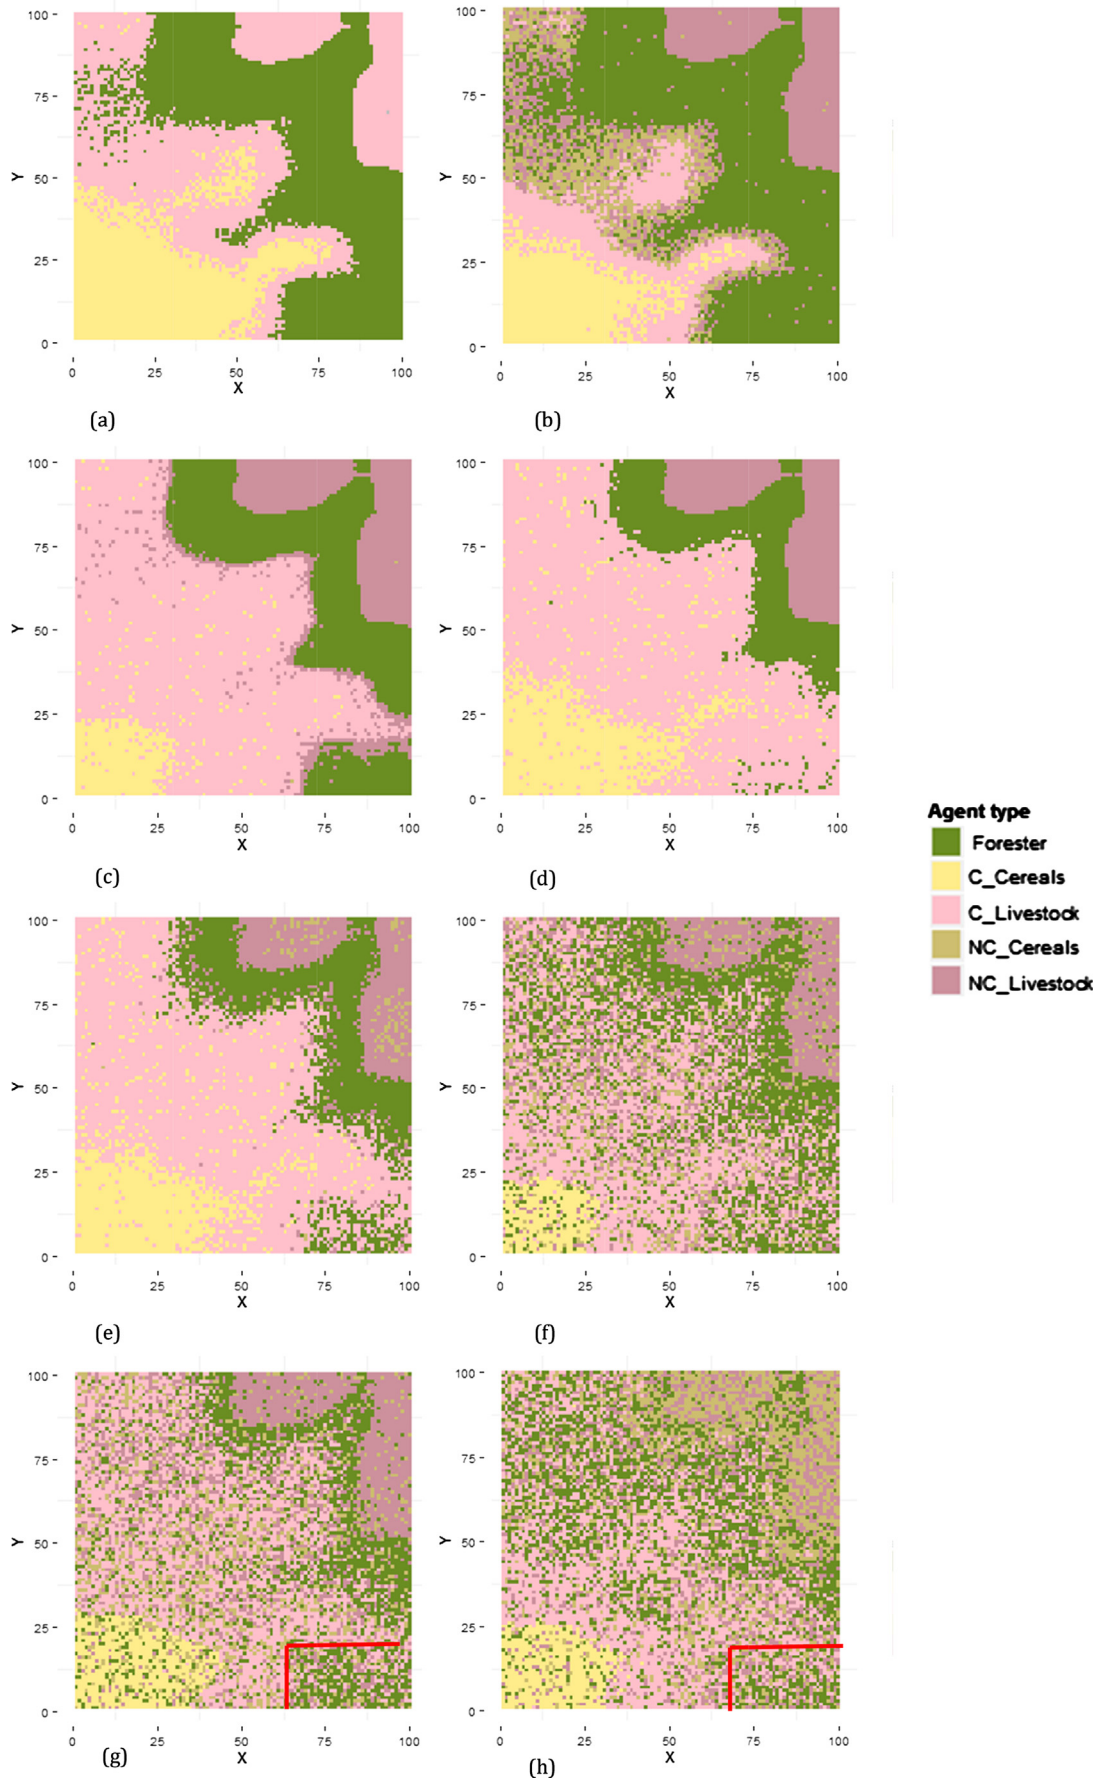 100 -
75 -
Y
50 -
25 -
0 -
0 25 50 75 100
X
(a)
100 -
75 -
Y
50 -
25 -
0 -
0 25 50 75 100
X
(b)
100 -
75 -
Y
50 -
25 -
0 -
0 25 50 75 100
X
(c)
100 -
75 -
Y
50 -
25 -
0 -
0 25 50 75 100
X
(d)
Agent type
Forester
C_Cereals
C_Livestock
NC_Cereals
NC_Livestock
100 -
75 -
Y
50 -
25 -
0 -
0 25 50 75 100
X
(e)
100 -
75 -
Y
50 -
25 -
0 -
0 25 50 75 100
X
(f)
100 -
75 -
Y
50 -
25 -
0 -
0 25 50 75 100
X
(g)
100 -
75 -
Y
50 -
25 -
0 -
0 25 50 75 100
X
(h)